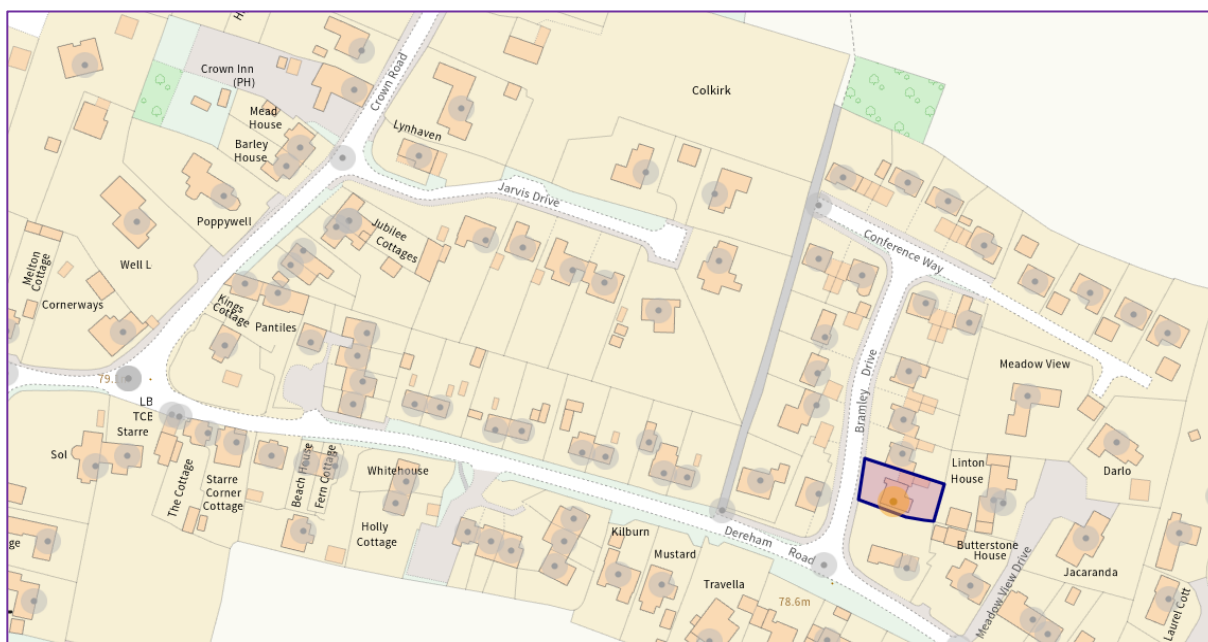 Crown Inn
(PH)
Crown Road
Colkirk
Mead
House
Lynhaven
Barley
House
Jarvis Drive
Poppywell
Jubilee
Cottages
Conference Way
Melton
Cottage
Well L
Cornerways
Kings
Cottage
Pantiles
Bramley Drive
Meadow View
LB
TCE
Starre
Sol
The Cottage
Starre
Corner
Cottage
Beach House
Fern Cottage
Whitehouse
Linton
House
Darlo
Holly
Cottage
Kilburn
Dereham Road
Mustard
Butterstone
House
Travella
Meadow View Drive
Jacaranda
78.6m
Laurel Cott